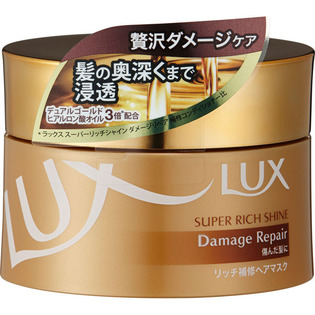 贅沢ダメージケア
髪の奥深くまで
浸透
デュアルゴールド
ヒアルロン酸オイル3倍*配合
LUX
LUX
SUPER RICH SHINE
Damage Repair
傷んだ髪に
リッチ補修ヘアマスク